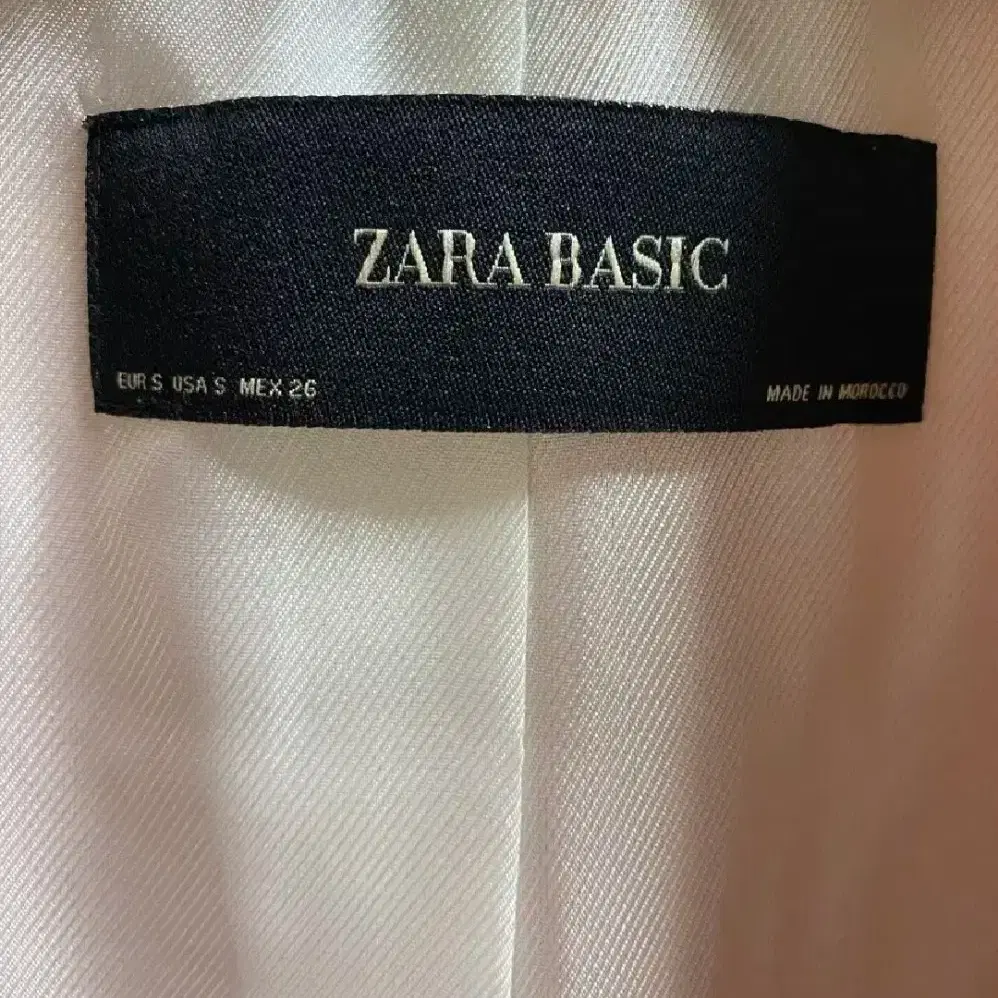 ZARA BASIC
EUR S USA S MEX 26
MADE IN MOROCCO